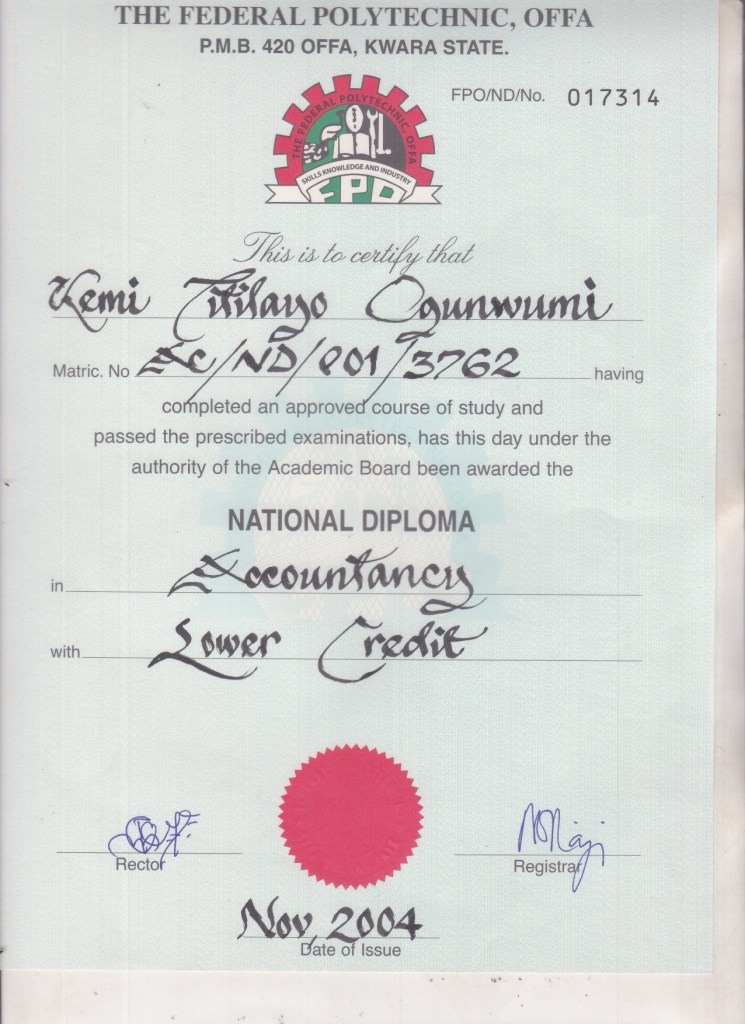 THE FEDERAL POLYTECHNIC, OFFA
P.M.B. 420 OFFA, KWARA STATE.
FPO/ND/No. 017314
THE FEDERAL POLYTECHNIC, OFFA
SKILLS KNOWLEDGE AND INDUSTRY
FPO
This is to certify that
Kemi Titilayo Ogunwumi
Matric. No AC/ND/P01/3762 having
completed an approved course of study and
passed the prescribed examinations, has this day under the
authority of the Academic Board been awarded the
NATIONAL DIPLOMA
in Accountancy
with Lower Credit
Rector
Registrar
Nov, 2004
Date of Issue